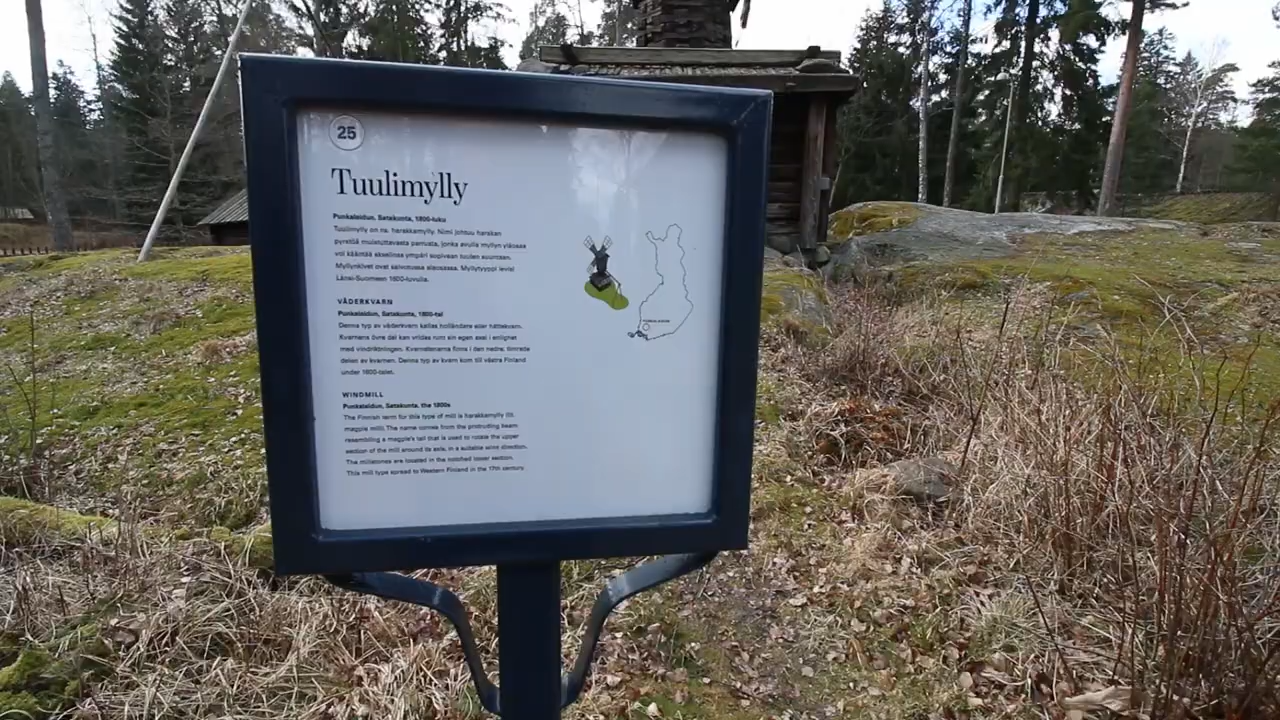 25
Tuulimylly
Punkalaidun, Satakunta, 1800-luku
Tuulimylly on ns. harakkamylly. Nimi johtuu harakan
pyrstöä muistuttavasta parrusta, jonka avulla myllyn yläosaa
voi kääntää akselinsa ympäri sopivaan tuulen suuntaan.
Myllynkivet ovat salvotussa alaosassa. Myllytyyppi levisi
Länsi-Suomeen 1600-luvulla.
VÄDERKVARN
Punkalaidun, Satakunta, 1800-tal
Denna typ av väderkvarn kallas holländare eller hättekvarn.
Kvarnens övre del kan vridas runt sin egen axel i enlighet
med vindriktningen. Kvarnstenarna finns i den nedre, timrade
delen av kvarnen. Denna typ av kvarn kom till västra Finland
under 1600-talet.
WINDMILL
Punkalaidun, Satakunta, the 1800s
The Finnish term for this type of mill is harakkamylly (lit.
magpie mill). The name comes from the protruding beam
resembling a magpie's tail that is used to rotate the upper
section of the mill around its axis, in a suitable wind direction.
The millstones are located in the notched lower section.
This mill type spread to Western Finland in the 17th century.
PUNKALAIDUN